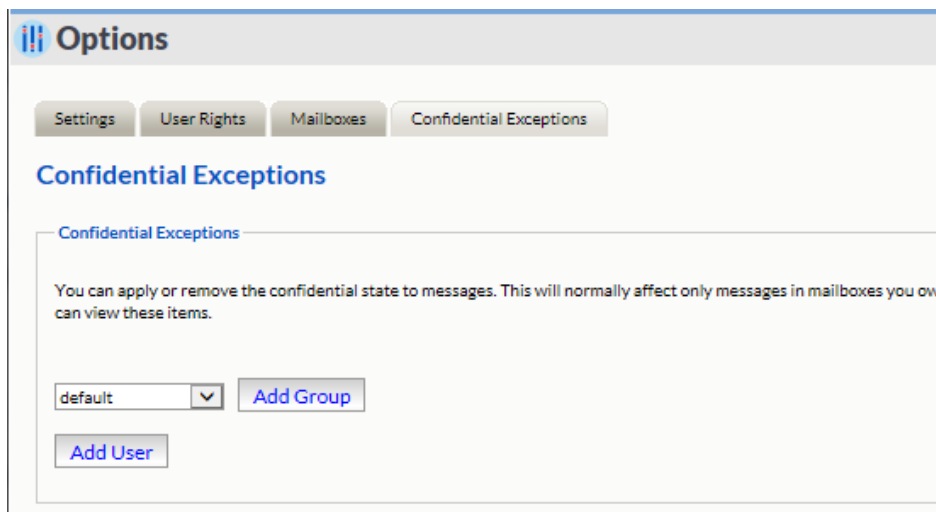 Options
Settings
User Rights
Mailboxes
Confidential Exceptions
Confidential Exceptions
Confidential Exceptions
You can apply or remove the confidential state to messages. This will normally affect only messages in mailboxes you
can view these items.
default
Add Group
Add User